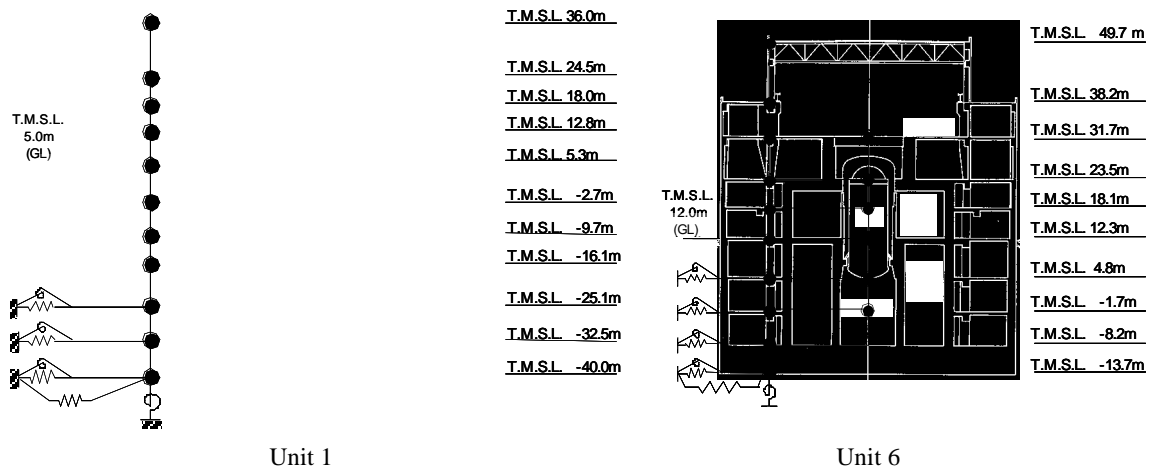 T.M.S.L.
5.0m
(GL)
T.M.S.L. 36.0m
T.M.S.L. 24.5m
T.M.S.L. 18.0m
T.M.S.L. 12.8m
T.M.S.L. 5.3m
T.M.S.L. -2.7m
T.M.S.L. -9.7m
T.M.S.L. -16.1m
T.M.S.L. -25.1m
T.M.S.L. -32.5m
T.M.S.L. -40.0m
Unit 1
T.M.S.L.
12.0m
(GL)
T.M.S.L. 49.7 m
T.M.S.L. 38.2m
T.M.S.L. 31.7m
T.M.S.L. 23.5m
T.M.S.L. 18.1m
T.M.S.L. 12.3m
T.M.S.L. 4.8m
T.M.S.L. -1.7m
T.M.S.L. -8.2m
T.M.S.L. -13.7m
Unit 6